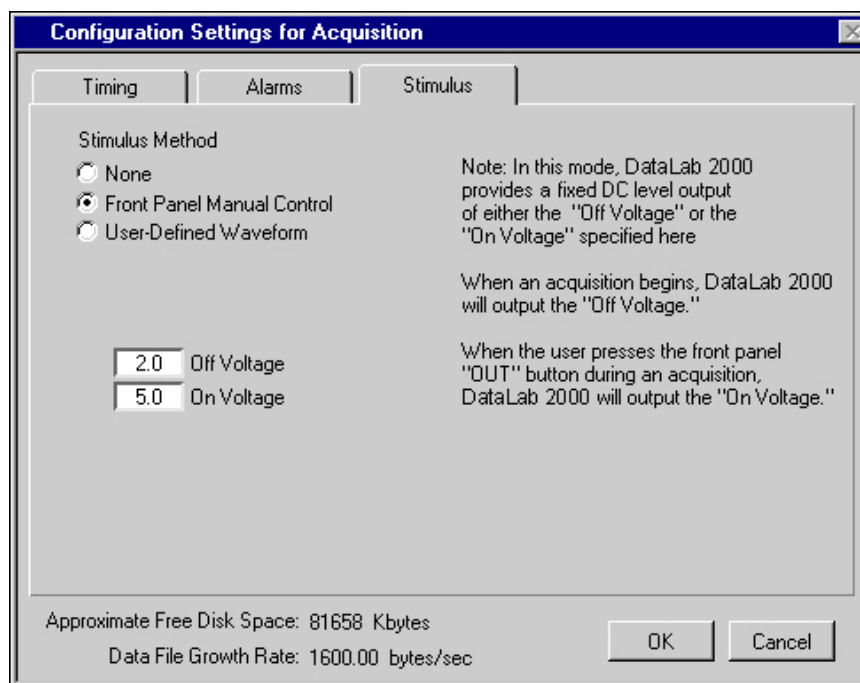 Configuration Settings for Acquisition
Timing
Alarms
Stimulus
Stimulus Method
None
Front Panel Manual Control
User-Defined Waveform
Note: In this mode, DataLab 2000
provides a fixed DC level output
of either the "Off Voltage" or the
"On Voltage" specified here
When an acquisition begins, DataLab 2000
will output the "Off Voltage."
2.0 Off Voltage
5.0 On Voltage
When the user presses the front panel
"OUT" button during an acquisition,
DataLab 2000 will output the "On Voltage."
Approximate Free Disk Space: 81658 Kbytes
Data File Growth Rate: 1600.00 bytes/sec
OK
Cancel